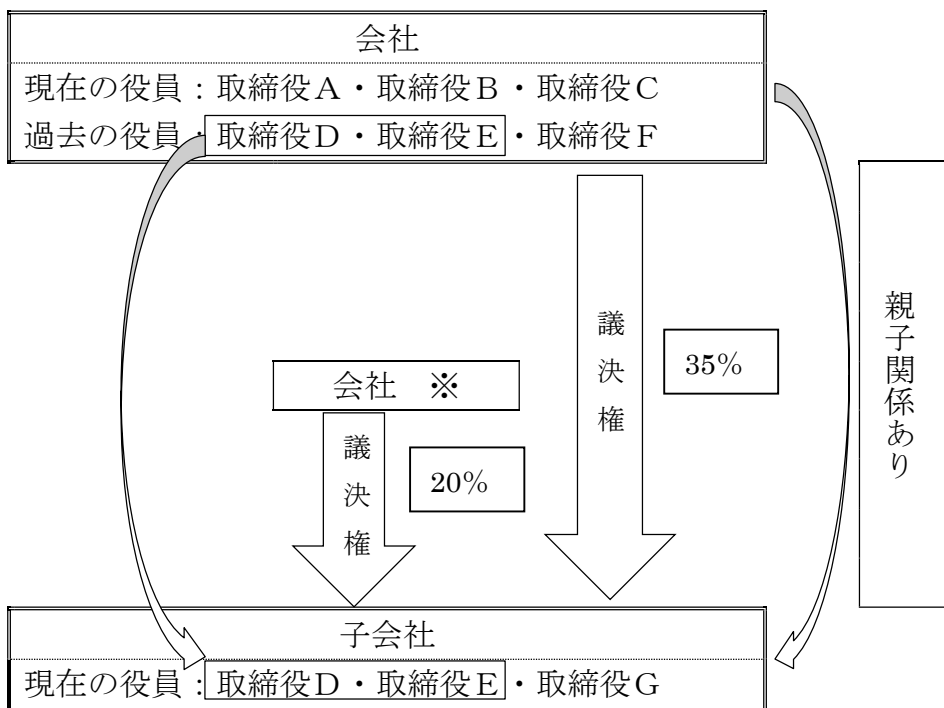 会社
現在の役員：取締役A・取締役B・取締役C
過去の役員：取締役D・取締役E・取締役F
議決権
35%
会社　※
議決権
20%
親子関係あり
子会社
現在の役員：取締役D・取締役E・取締役G